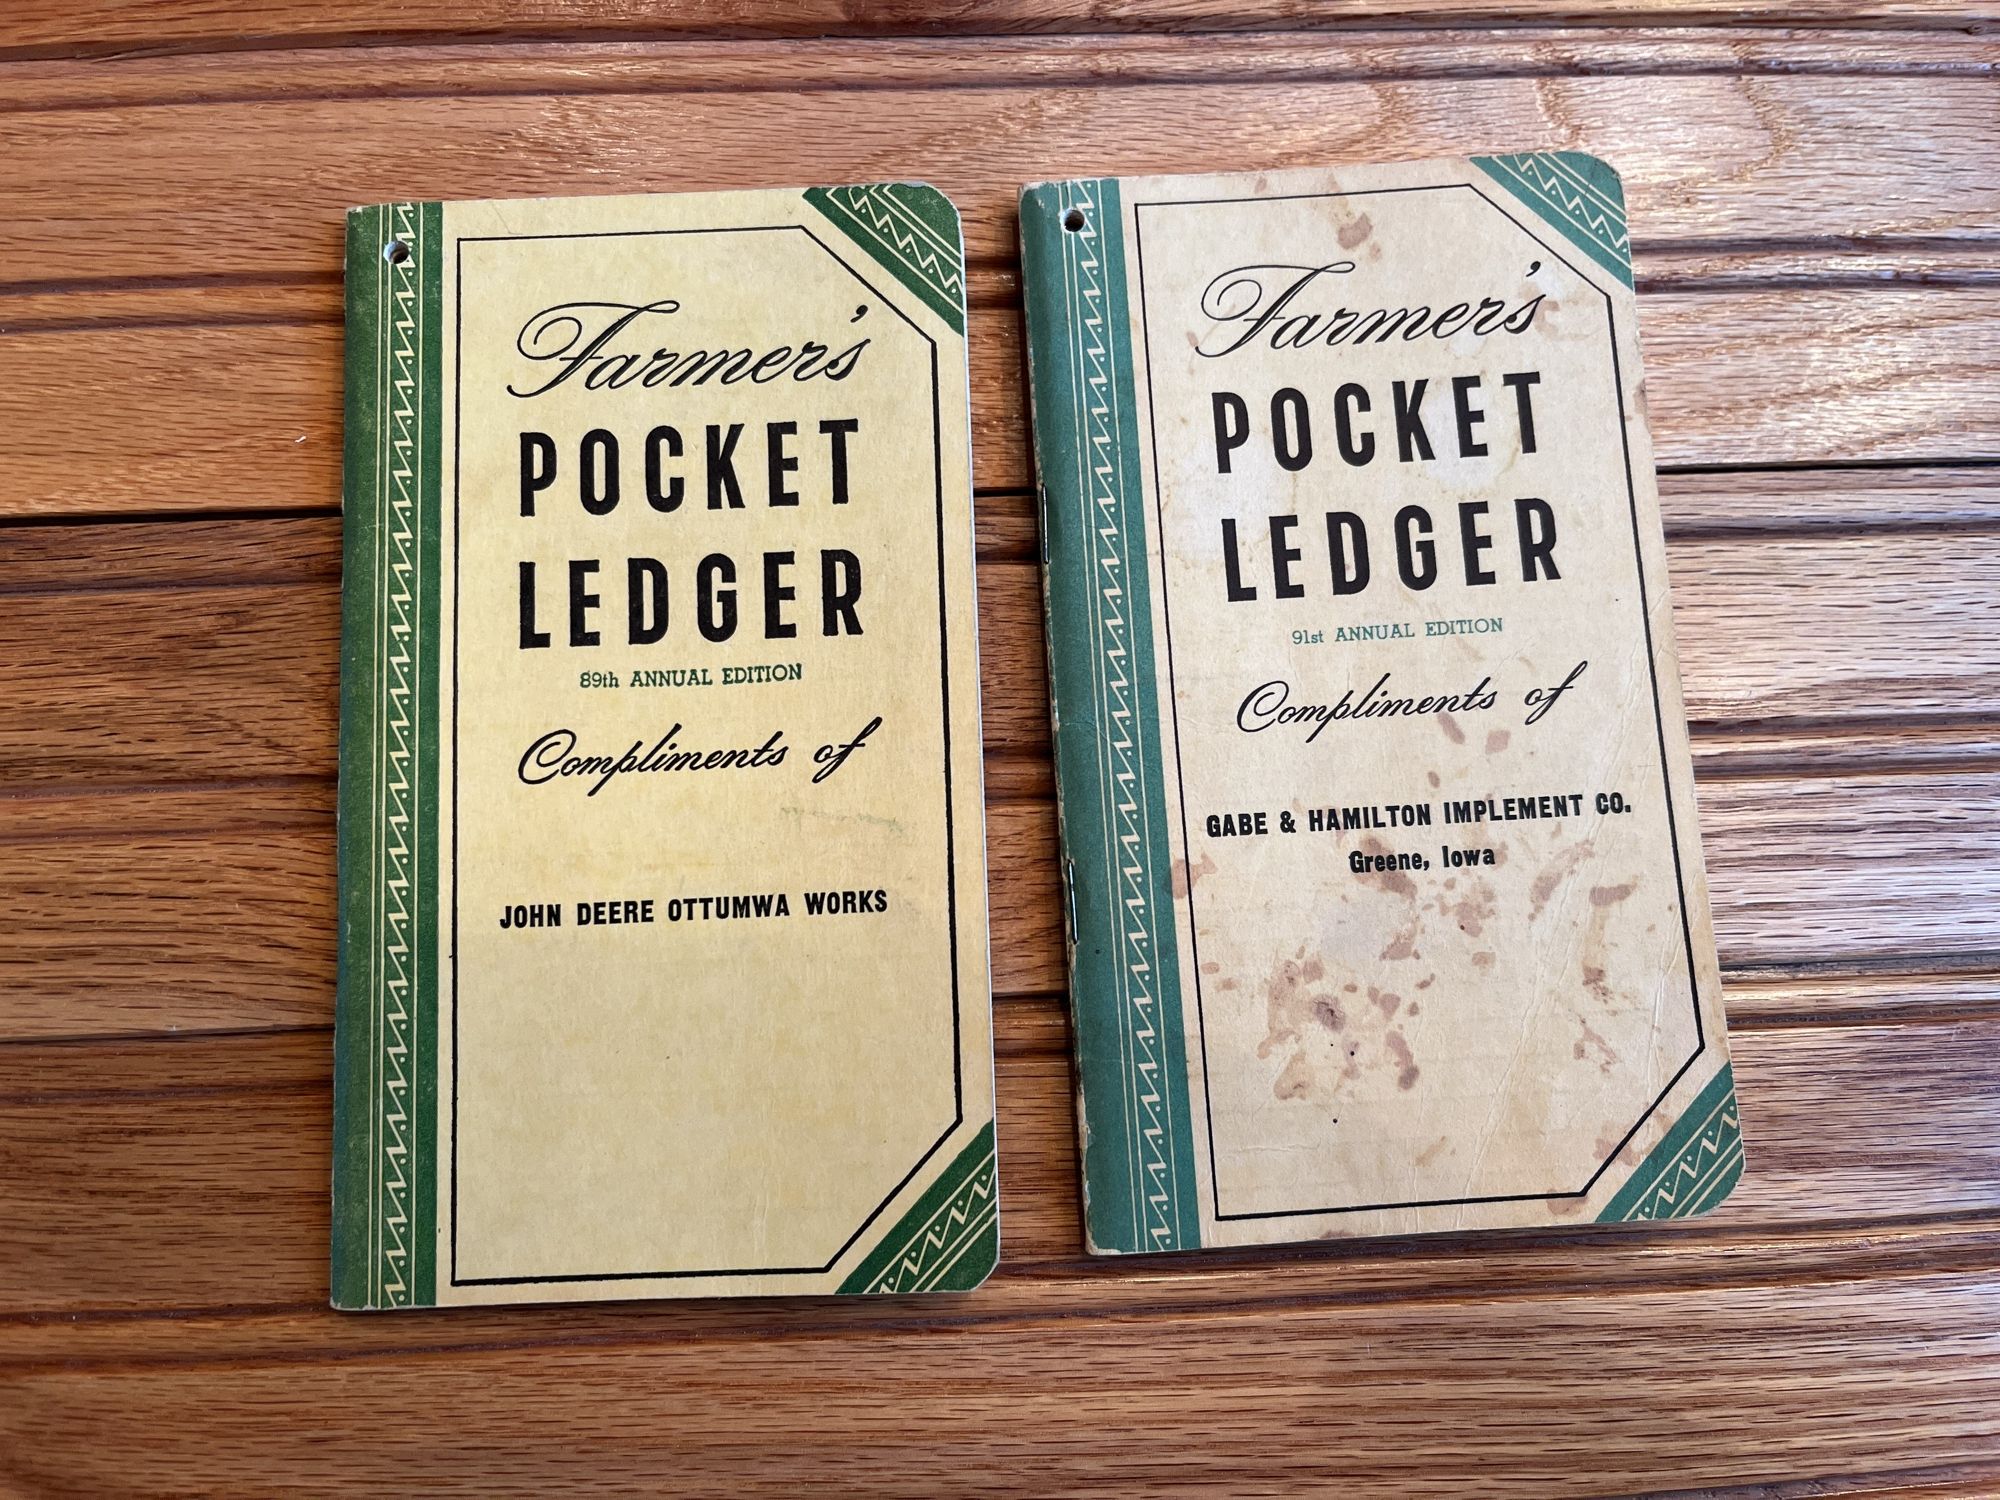 Farmer's
POCKET
LEDGER
89th ANNUAL EDITION
Compliments of
JOHN DEERE OTTUMWA WORKS
Farmers'
POCKET
LEDGER
91st ANNUAL EDITION
Compliments of
GABE & HAMILTON IMPLEMENT CO.
Greene, Iowa